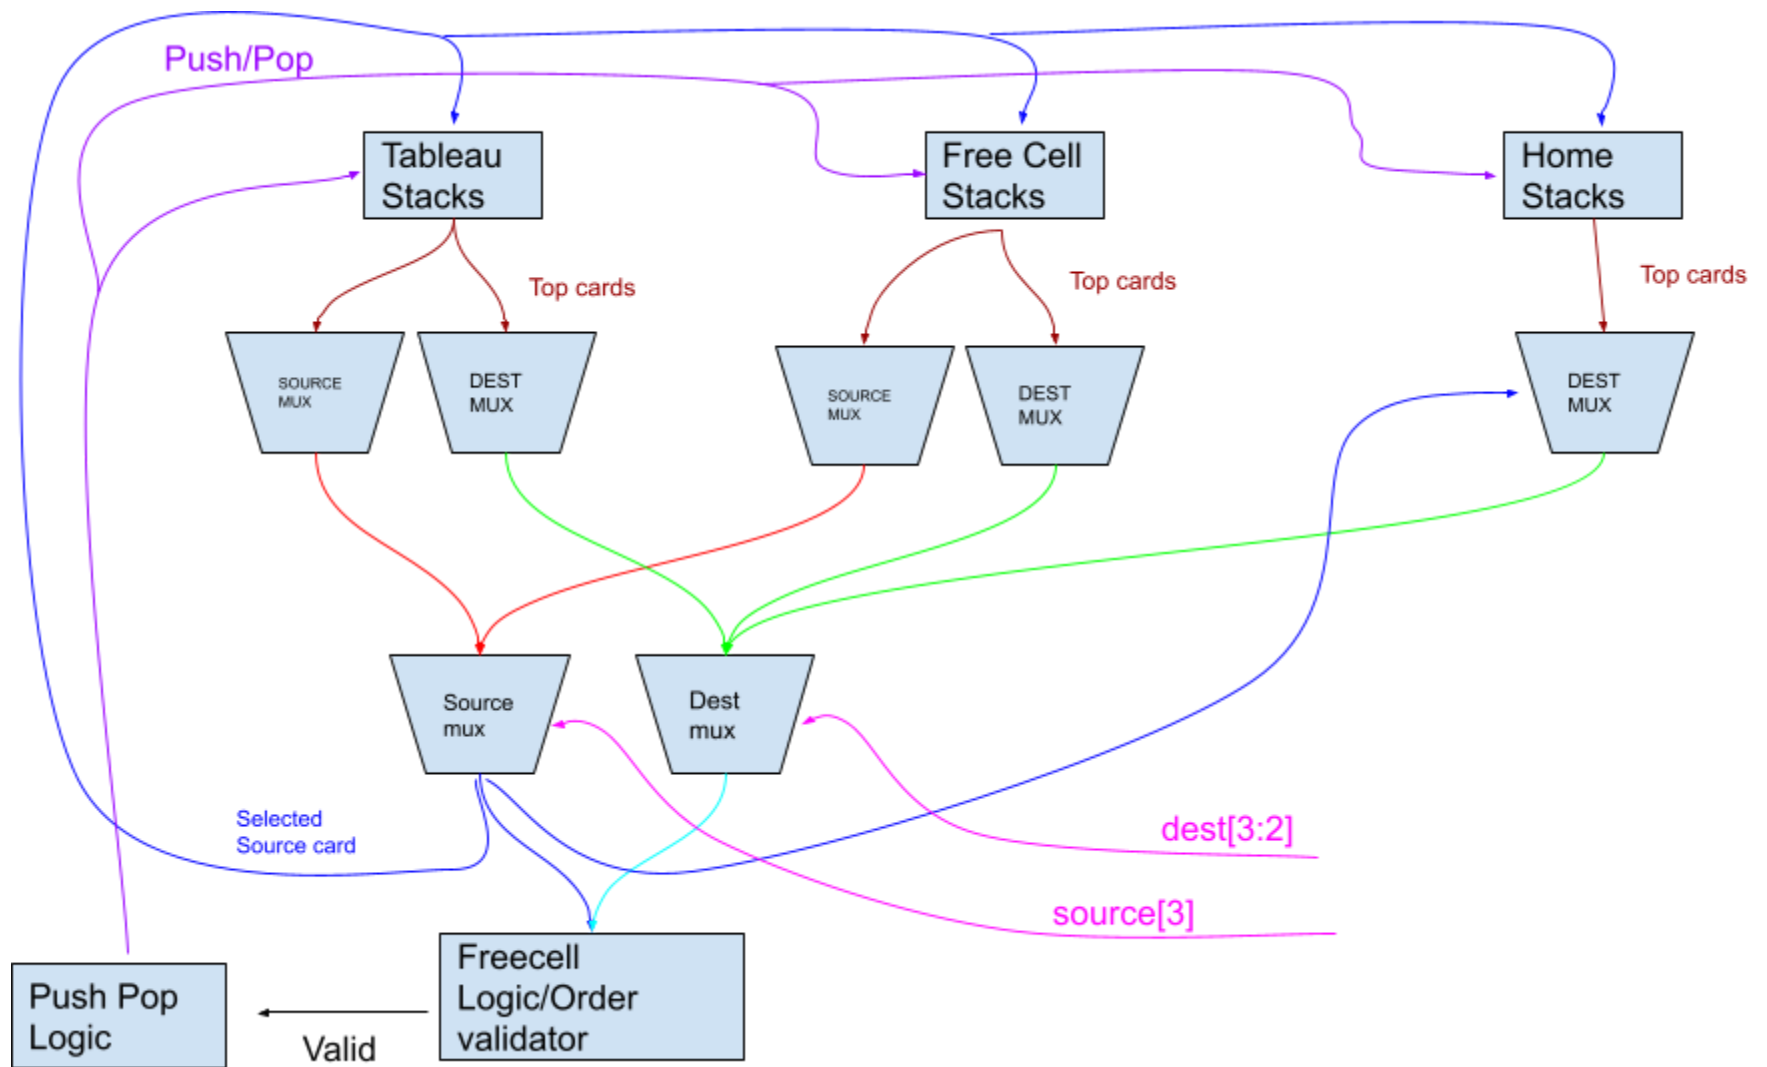 Push/Pop
Tableau
Stacks
Free Cell
Stacks
Home
Stacks
Top cards
Top cards
Top cards
SOURCE
MUX
DEST
MUX
SOURCE
MUX
DEST
MUX
DEST
MUX
Source
mux
Dest
mux
Selected
Source card
dest[3:2]
source[3]
Freecell
Logic/Order
validator
Push Pop
Logic
Valid